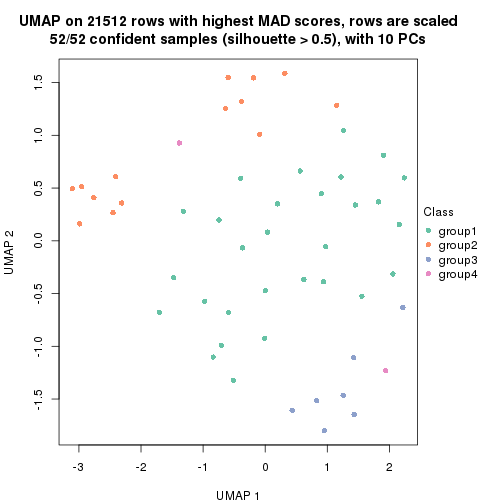 UMAP on 21512 rows with highest MAD scores, rows are scaled
52/52 confident samples (silhouette > 0.5), with 10 PCs
1.5
1.0
0.5
0.0
-0.5
-1.0
-1.5
UMAP 2
-3
-2
-1
0
1
2
UMAP 1
Class
group1
group2
group3
group4